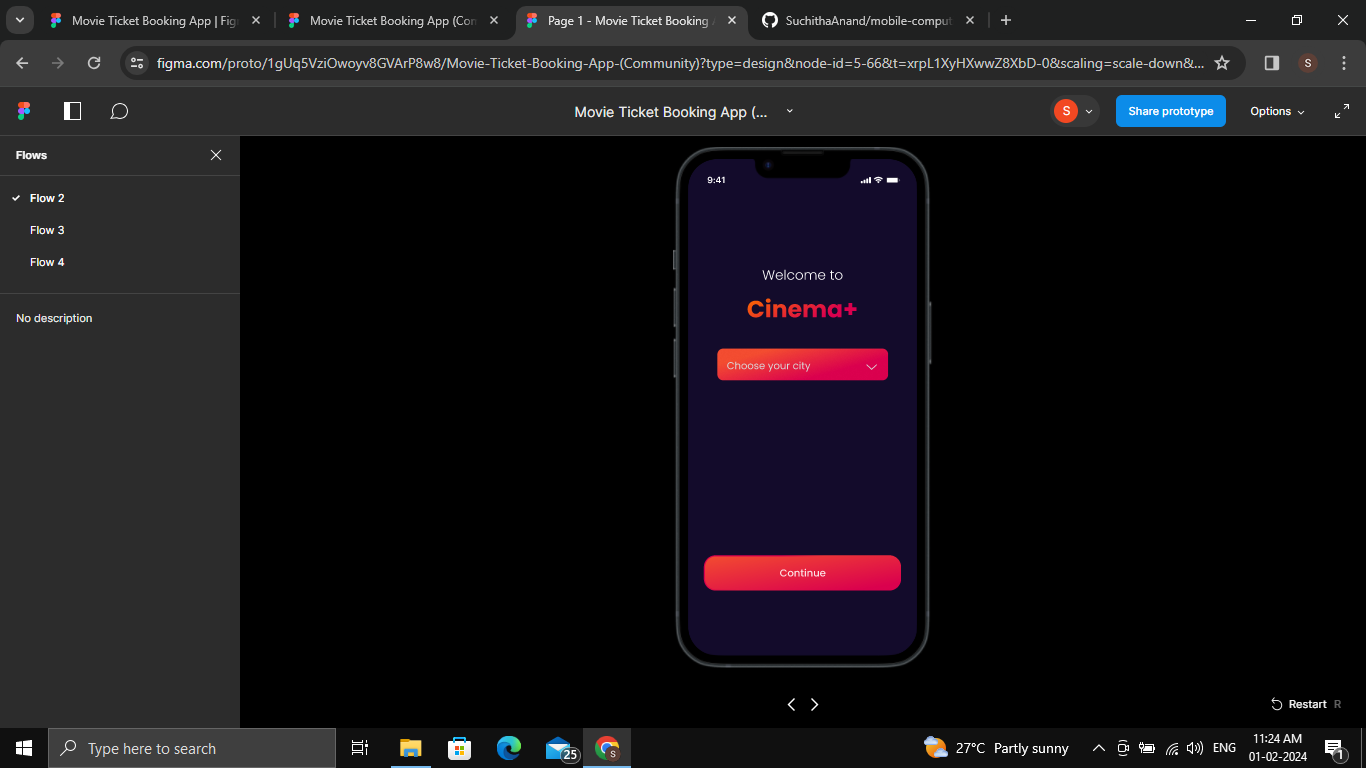 Movie Ticket Booking App | Fig
Movie Ticket Booking App (Con
Page 1 - Movie Ticket Booking
SuchithaAnand/mobile-comput
figma.com/proto/1gUq5VziOwoyv8GVArP8w8/Movie-Ticket-Booking-App-(Community)?type=design&node-id=5-66&t=xrpL1XyHXwwZ8XbD-0&scaling=scale-down&...
S
Movie Ticket Booking App (...
S
Share prototype
Options
Flows
Flow 2
Flow 3
Flow 4
No description
9:41
Welcome to
Cinema+
Choose your city
Continue
Restart R
Type here to search
25
S
27°C Partly sunny
ENG
11:24 AM
01-02-2024
1